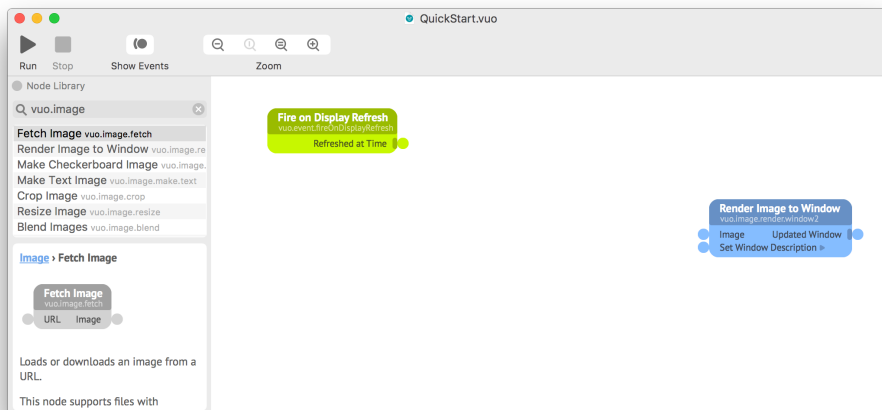 QuickStart.vuo
Run Stop Show Events Zoom
Node Library
vuo.image
Fetch Image vuo.image.fetch
Render Image to Window vuo.image.re
Make Checkerboard Image vuo.image.
Make Text Image vuo.image.make.text
Crop Image vuo.image.crop
Resize Image vuo.image.resize
Blend Images vuo.image.blend
Image › Fetch Image
Fetch Image
vuo.image.fetch
URL Image
Loads or downloads an image from a
URL.
This node supports files with
Fire on Display Refresh
vuo.event.fireOnDisplayRefresh
Refreshed at Time
Render Image to Window
vuo.image.render.window2
Image Updated Window
Set Window Description ▶